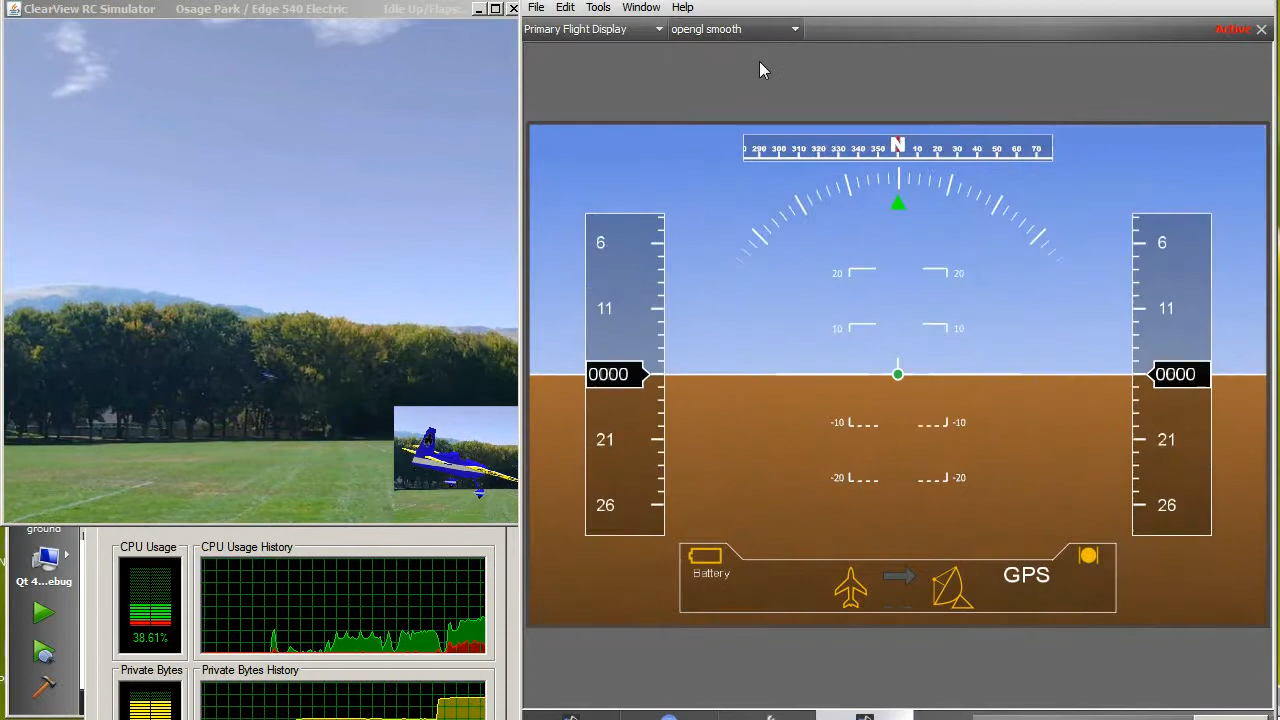 ClearView RC Simulator Osage Park / Edge 540 Electric Idle Up/Flaps
File Edit Tools Window Help
Primary Flight Display opengl smooth Active
290 300 310 320 330 340 350 N 10 20 30 40 50 60 70
6 6
20 20
11 11
10 10
0000 0000
-10 -10
21 21
-20 -20
26 26
Battery GPS
ground
Qt 4...ebug
CPU Usage CPU Usage History
38.61%
Private Bytes Private Bytes History